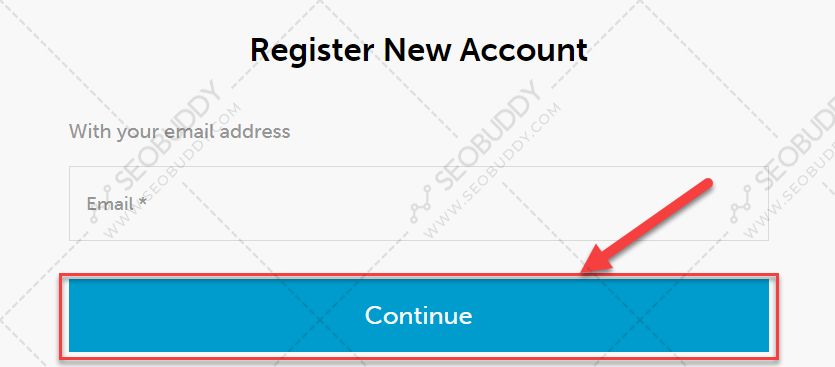 Register New Account
With your email address
SEOBUDDY
WWW.SEOBUDDY.COM
SEOBUDDY
WWW.SEOBUDDY.COM
SEOBUDDY
WWW.SEOBUDDY.COM
Email *
Continue